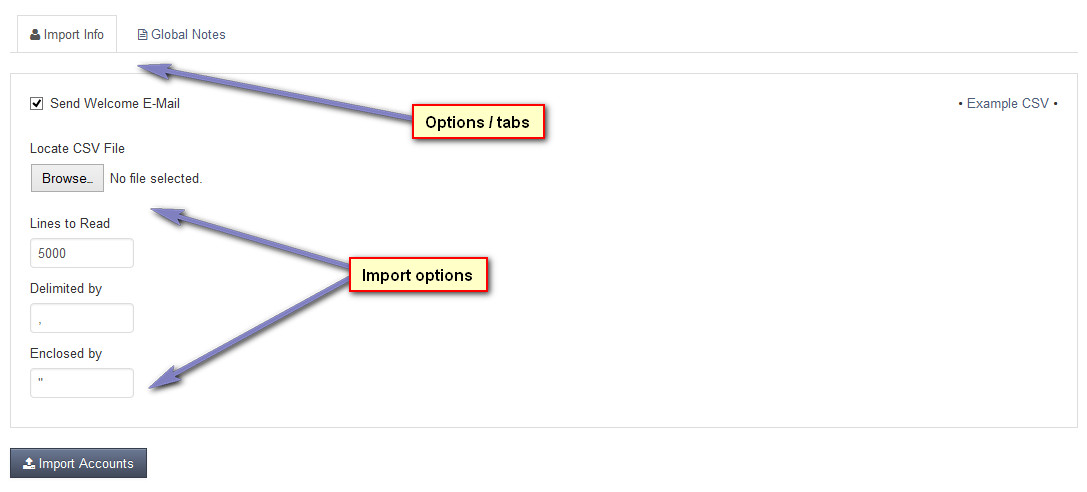 Import Info Global Notes
Send Welcome E-Mail • Example CSV •
Options / tabs
Locate CSV File
Browse_ No file selected.
Lines to Read
5000
Import options
Delimited by
,
Enclosed by
"
Import Accounts